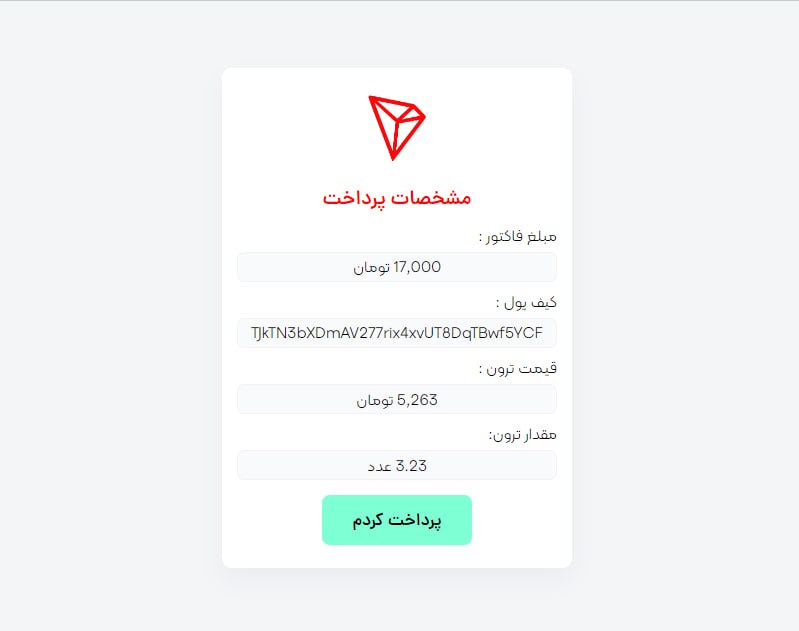 مشخصات پرداخت
مبلغ فاکتور :
17,000 تومان
کیف پول :
TJkTN3bXDmAV277rix4xvUT8DqTBwf5YCF
قیمت ترون :
5,263 تومان
مقدار ترون:
3.23 عدد
پرداخت کردم